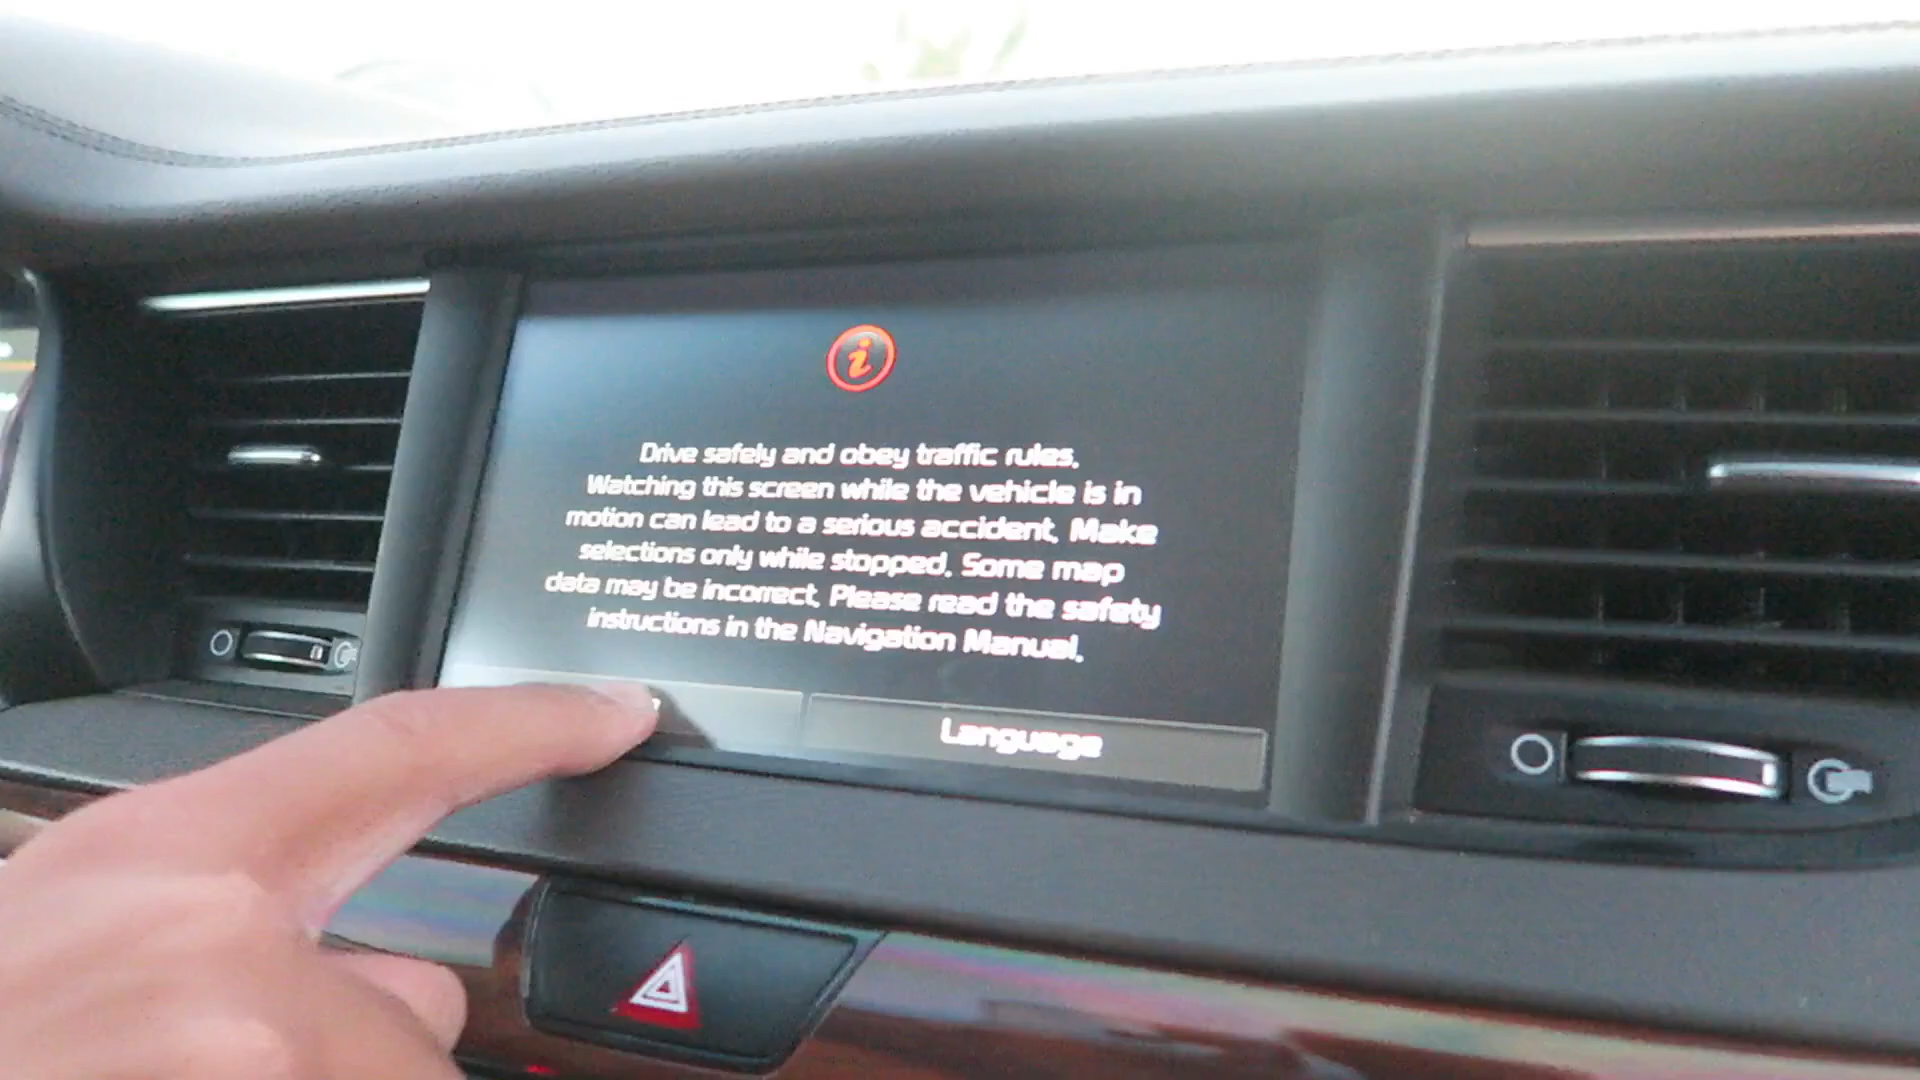 Drive safely and obey traffic rules.
Watching this screen while the vehicle is in
motion can lead to a serious accident. Make
selections only while stopped. Some map
data may be incorrect. Please read the safety
instructions in the Navigation Manual.
Language